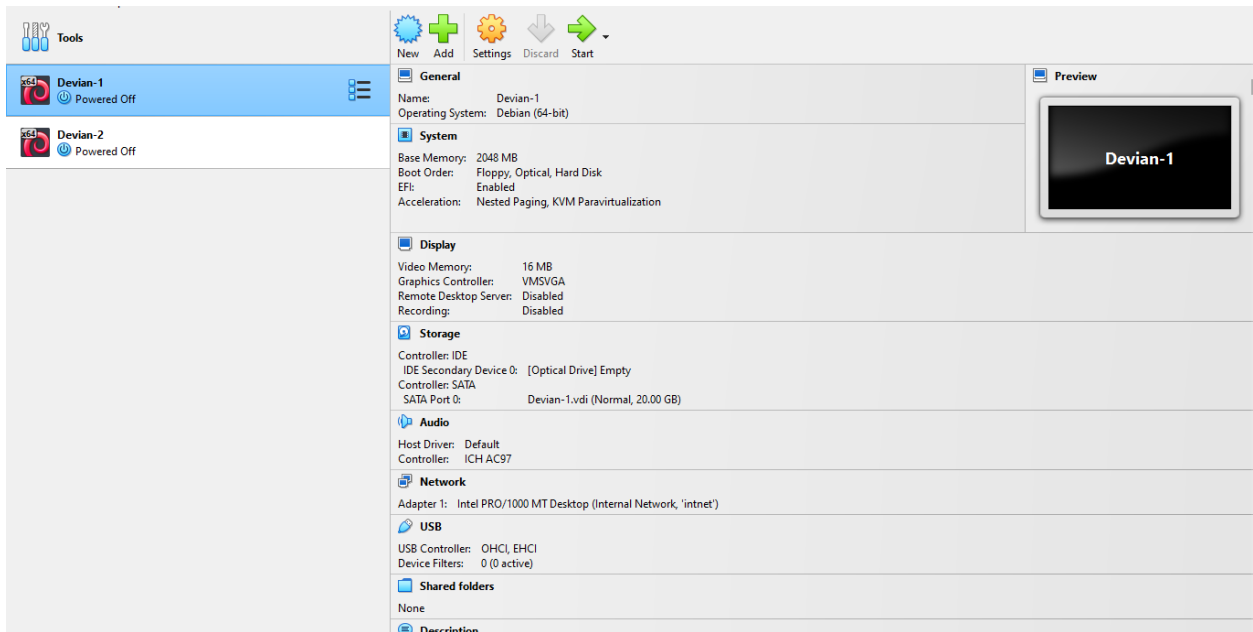 Tools
New Add Settings Discard Start
x64 Devian-1
Powered Off
x64 Devian-2
Powered Off
General
Name: Devian-1
Operating System: Debian (64-bit)
System
Base Memory: 2048 MB
Boot Order: Floppy, Optical, Hard Disk
EFI: Enabled
Acceleration: Nested Paging, KVM Paravirtualization
Preview
Devian-1
Display
Video Memory: 16 MB
Graphics Controller: VMSVGA
Remote Desktop Server: Disabled
Recording: Disabled
Storage
Controller: IDE
IDE Secondary Device 0: [Optical Drive] Empty
Controller: SATA
SATA Port 0: Devian-1.vdi (Normal, 20.00 GB)
Audio
Host Driver: Default
Controller: ICH AC97
Network
Adapter 1: Intel PRO/1000 MT Desktop (Internal Network, 'intnet')
USB
USB Controller: OHCI, EHCI
Device Filters: 0 (0 active)
Shared folders
None
Description